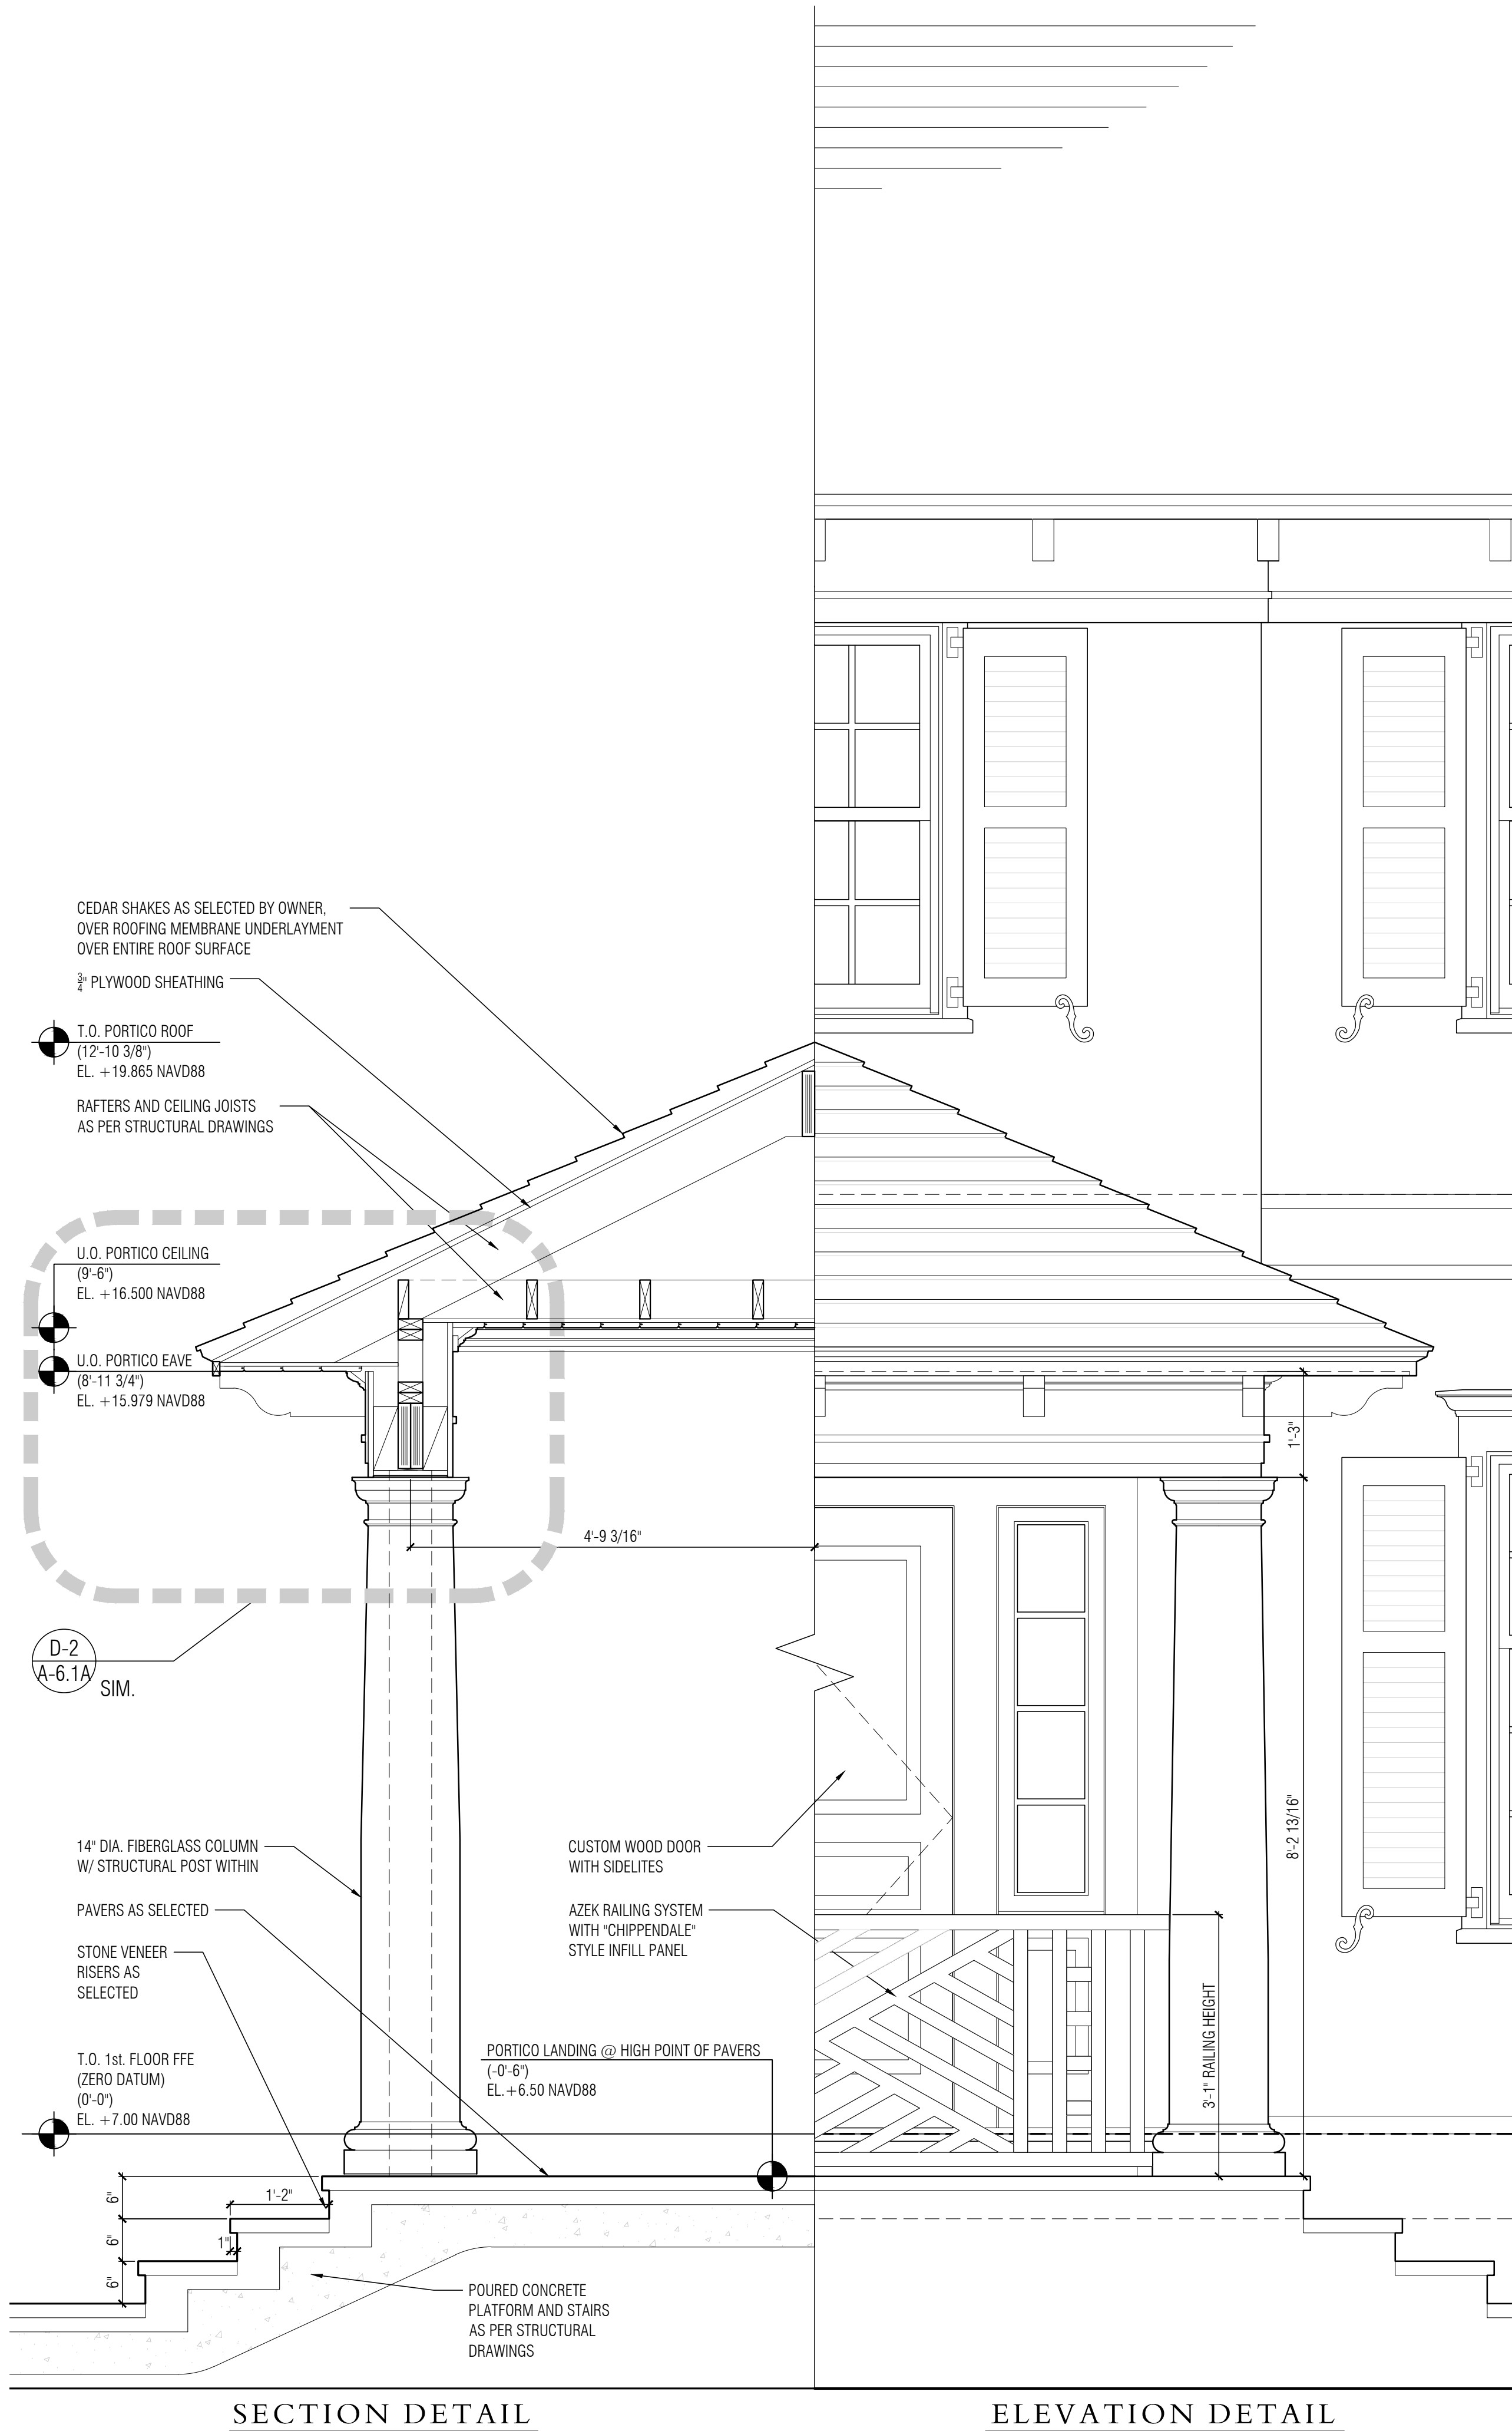 CEDAR SHAKES AS SELECTED BY OWNER,
OVER ROOFING MEMBRANE UNDERLAYMENT
OVER ENTIRE ROOF SURFACE
3/4" PLYWOOD SHEATHING
T.O. PORTICO ROOF
(12'-10 3/8")
EL. +19.865 NAVD88
RAFTERS AND CEILING JOISTS
AS PER STRUCTURAL DRAWINGS
U.O. PORTICO CEILING
(9'-6")
EL. +16.500 NAVD88
U.O. PORTICO EAVE
(8'-11 3/4")
EL. +15.979 NAVD88
1'-3"
4'-9 3/16"
D-2
A-6.1A
SIM.
14" DIA. FIBERGLASS COLUMN
W/ STRUCTURAL POST WITHIN
CUSTOM WOOD DOOR
WITH SIDELITES
8'-2 13/16"
PAVERS AS SELECTED
AZEK RAILING SYSTEM
WITH "CHIPPENDALE"
STYLE INFILL PANEL
STONE VENEER
RISERS AS
SELECTED
3'-1" RAILING HEIGHT
T.O. 1st. FLOOR FFE
(ZERO DATUM)
(0'-0")
EL. +7.00 NAVD88
PORTICO LANDING @ HIGH POINT OF PAVERS
(-0'-6")
EL.+6.50 NAVD88
6"
1'-2"
6"
1"
6"
POURED CONCRETE
PLATFORM AND STAIRS
AS PER STRUCTURAL
DRAWINGS
SECTION DETAIL
ELEVATION DETAIL